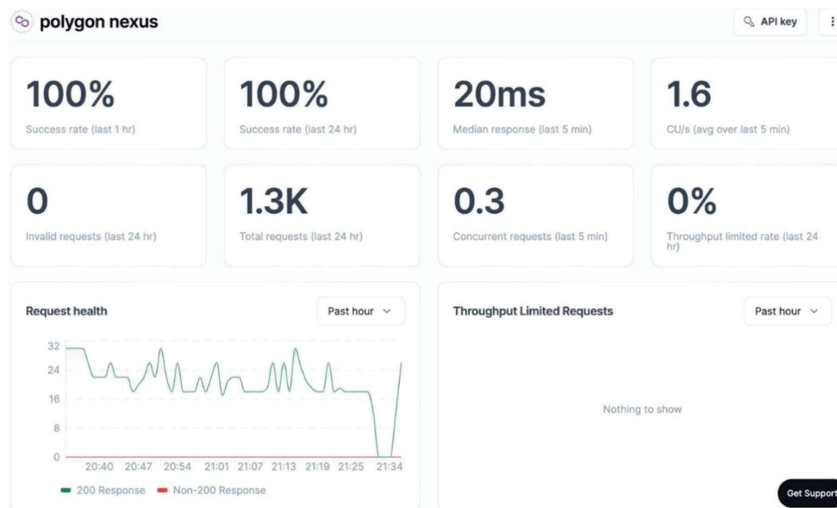 polygon nexus
API key
100%
Success rate (last 1 hr)
100%
Success rate (last 24 hr)
20ms
Median response (last 5 min)
1.6
CU/s (avg over last 5 min)
0
Invalid requests (last 24 hr)
1.3K
Total requests (last 24 hr)
0.3
Concurrent requests (last 5 min)
0%
Throughput limited rate (last 24
hr)
Request health
Past hour
32
24
16
8
0
20:40 20:47 20:54 21:01 21:07 21:13 21:19 21:25 21:34
200 Response Non-200 Response
Throughput Limited Requests
Past hour
Nothing to show
Get Support